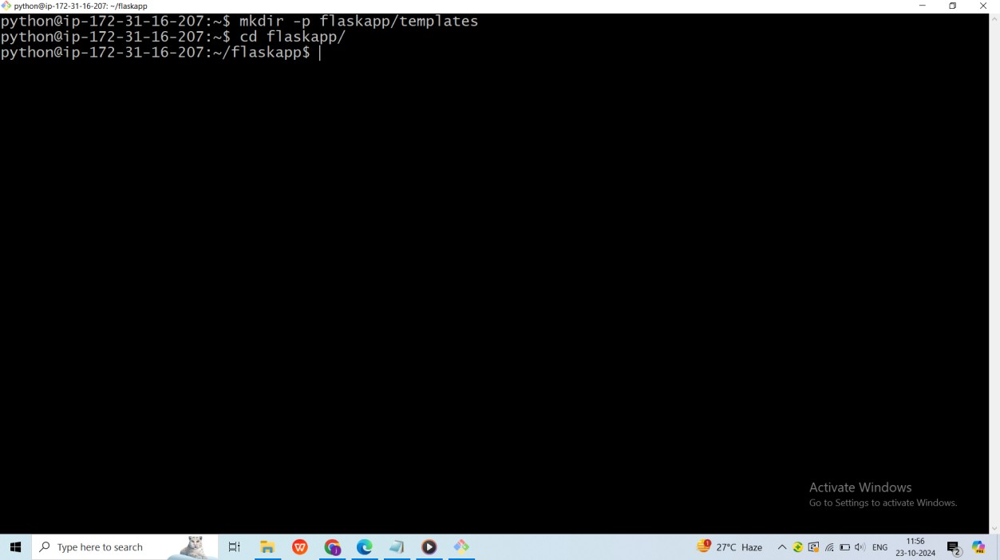 python@ip-172-31-16-207: ~/flaskapp
python@ip-172-31-16-207:~$ mkdir -p flaskapp/templates
python@ip-172-31-16-207:~$ cd flaskapp/
python@ip-172-31-16-207:~/flaskapp$
Activate Windows
Go to Settings to activate Windows.
Type here to search
W
1
27°C Haze
ENG
11:56
23-10-2024
2